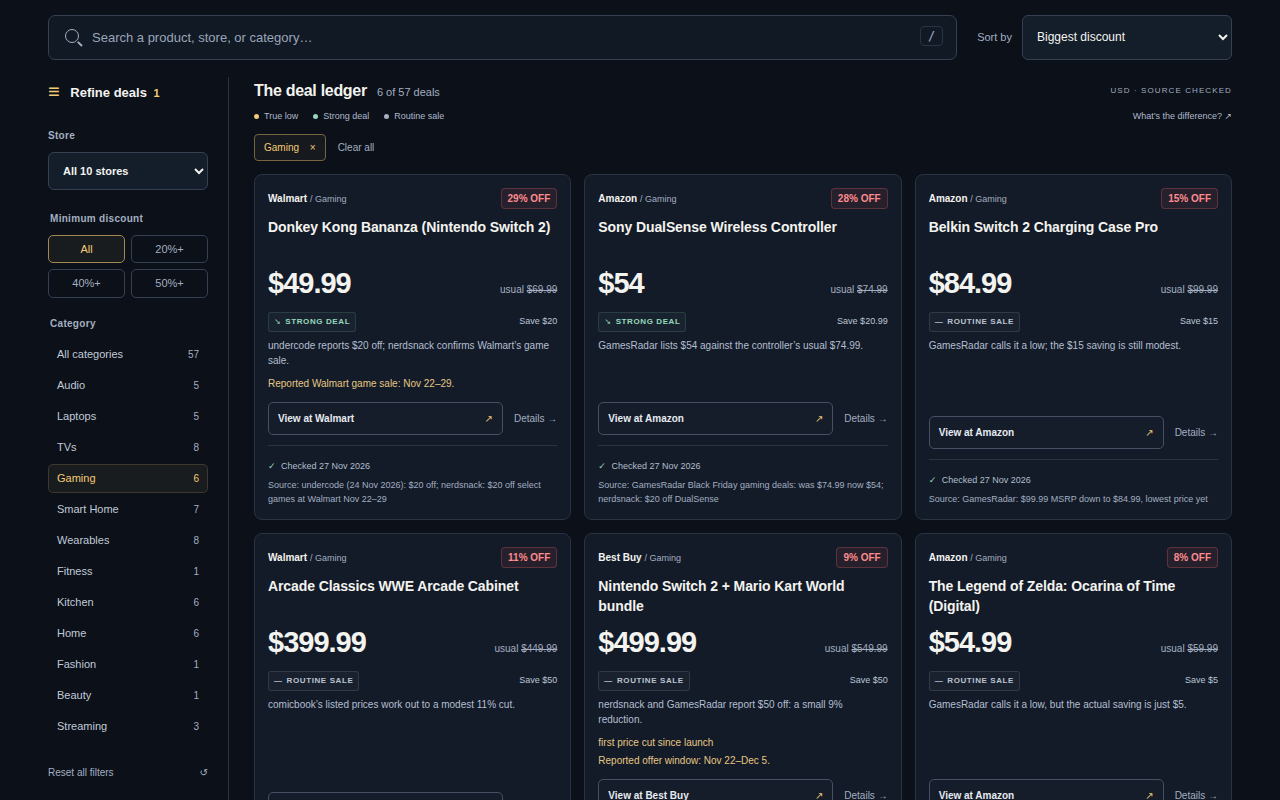 Search a product, store, or category…
/
Sort by
Biggest discount
Refine deals 1
Store
All 10 stores
Minimum discount
All
20%+
40%+
50%+
Category
All categories 57
Audio 5
Laptops 5
TVs 8
Gaming 6
Smart Home 7
Wearables 8
Fitness 1
Kitchen 6
Home 6
Fashion 1
Beauty 1
Streaming 3
Reset all filters ↺
The deal ledger 6 of 57 deals
USD · SOURCE CHECKED
True low Strong deal Routine sale
What's the difference? ↗
Gaming ×
Clear all
Walmart / Gaming
29% OFF
Donkey Kong Bananza (Nintendo Switch 2)
$49.99
usual $69.99
↘ STRONG DEAL
Save $20
undercode reports $20 off; nerdsnack confirms Walmart's game
sale.
Reported Walmart game sale: Nov 22–29.
View at Walmart ↗
Details →
✓ Checked 27 Nov 2026
Source: undercode (24 Nov 2026): $20 off; nerdsnack: $20 off select
games at Walmart Nov 22–29
Amazon / Gaming
28% OFF
Sony DualSense Wireless Controller
$54
usual $74.99
↘ STRONG DEAL
Save $20.99
GamesRadar lists $54 against the controller's usual $74.99.
View at Amazon ↗
Details →
✓ Checked 27 Nov 2026
Source: GamesRadar Black Friday gaming deals: was $74.99 now $54;
nerdsnack: $20 off DualSense
Amazon / Gaming
15% OFF
Belkin Switch 2 Charging Case Pro
$84.99
usual $99.99
— ROUTINE SALE
Save $15
GamesRadar calls it a low; the $15 saving is still modest.
View at Amazon ↗
Details →
✓ Checked 27 Nov 2026
Source: GamesRadar: $99.99 MSRP down to $84.99, lowest price yet
Walmart / Gaming
11% OFF
Arcade Classics WWE Arcade Cabinet
$399.99
usual $449.99
— ROUTINE SALE
Save $50
comicbook's listed prices work out to a modest 11% cut.
Best Buy / Gaming
9% OFF
Nintendo Switch 2 + Mario Kart World
bundle
$499.99
usual $549.99
— ROUTINE SALE
Save $50
nerdsnack and GamesRadar report $50 off: a small 9%
reduction.
first price cut since launch
Reported offer window: Nov 22–Dec 5.
View at Best Buy ↗
Details →
Amazon / Gaming
8% OFF
The Legend of Zelda: Ocarina of Time
(Digital)
$54.99
usual $59.99
— ROUTINE SALE
Save $5
GamesRadar calls it a low, but the actual saving is just $5.
View at Amazon ↗
Details →